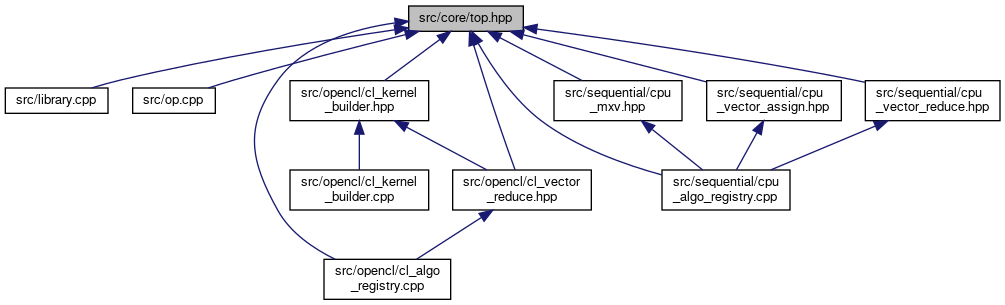 src/core/top.hpp
src/library.cpp
src/op.cpp
src/opencl/cl_kernel
_builder.hpp
src/sequential/cpu
_mxv.hpp
src/sequential/cpu
_vector_assign.hpp
src/sequential/cpu
_vector_reduce.hpp
src/opencl/cl_kernel
_builder.cpp
src/opencl/cl_vector
_reduce.hpp
src/sequential/cpu
_algo_registry.cpp
src/opencl/cl_algo
_registry.cpp